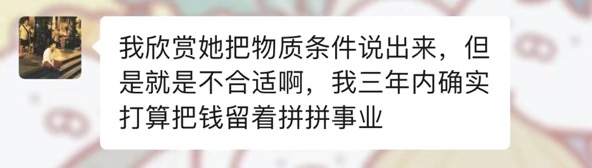 我欣赏她把物质条件说出来，但
是就是不合适啊，我三年内确实
打算把钱留着拼拼事业